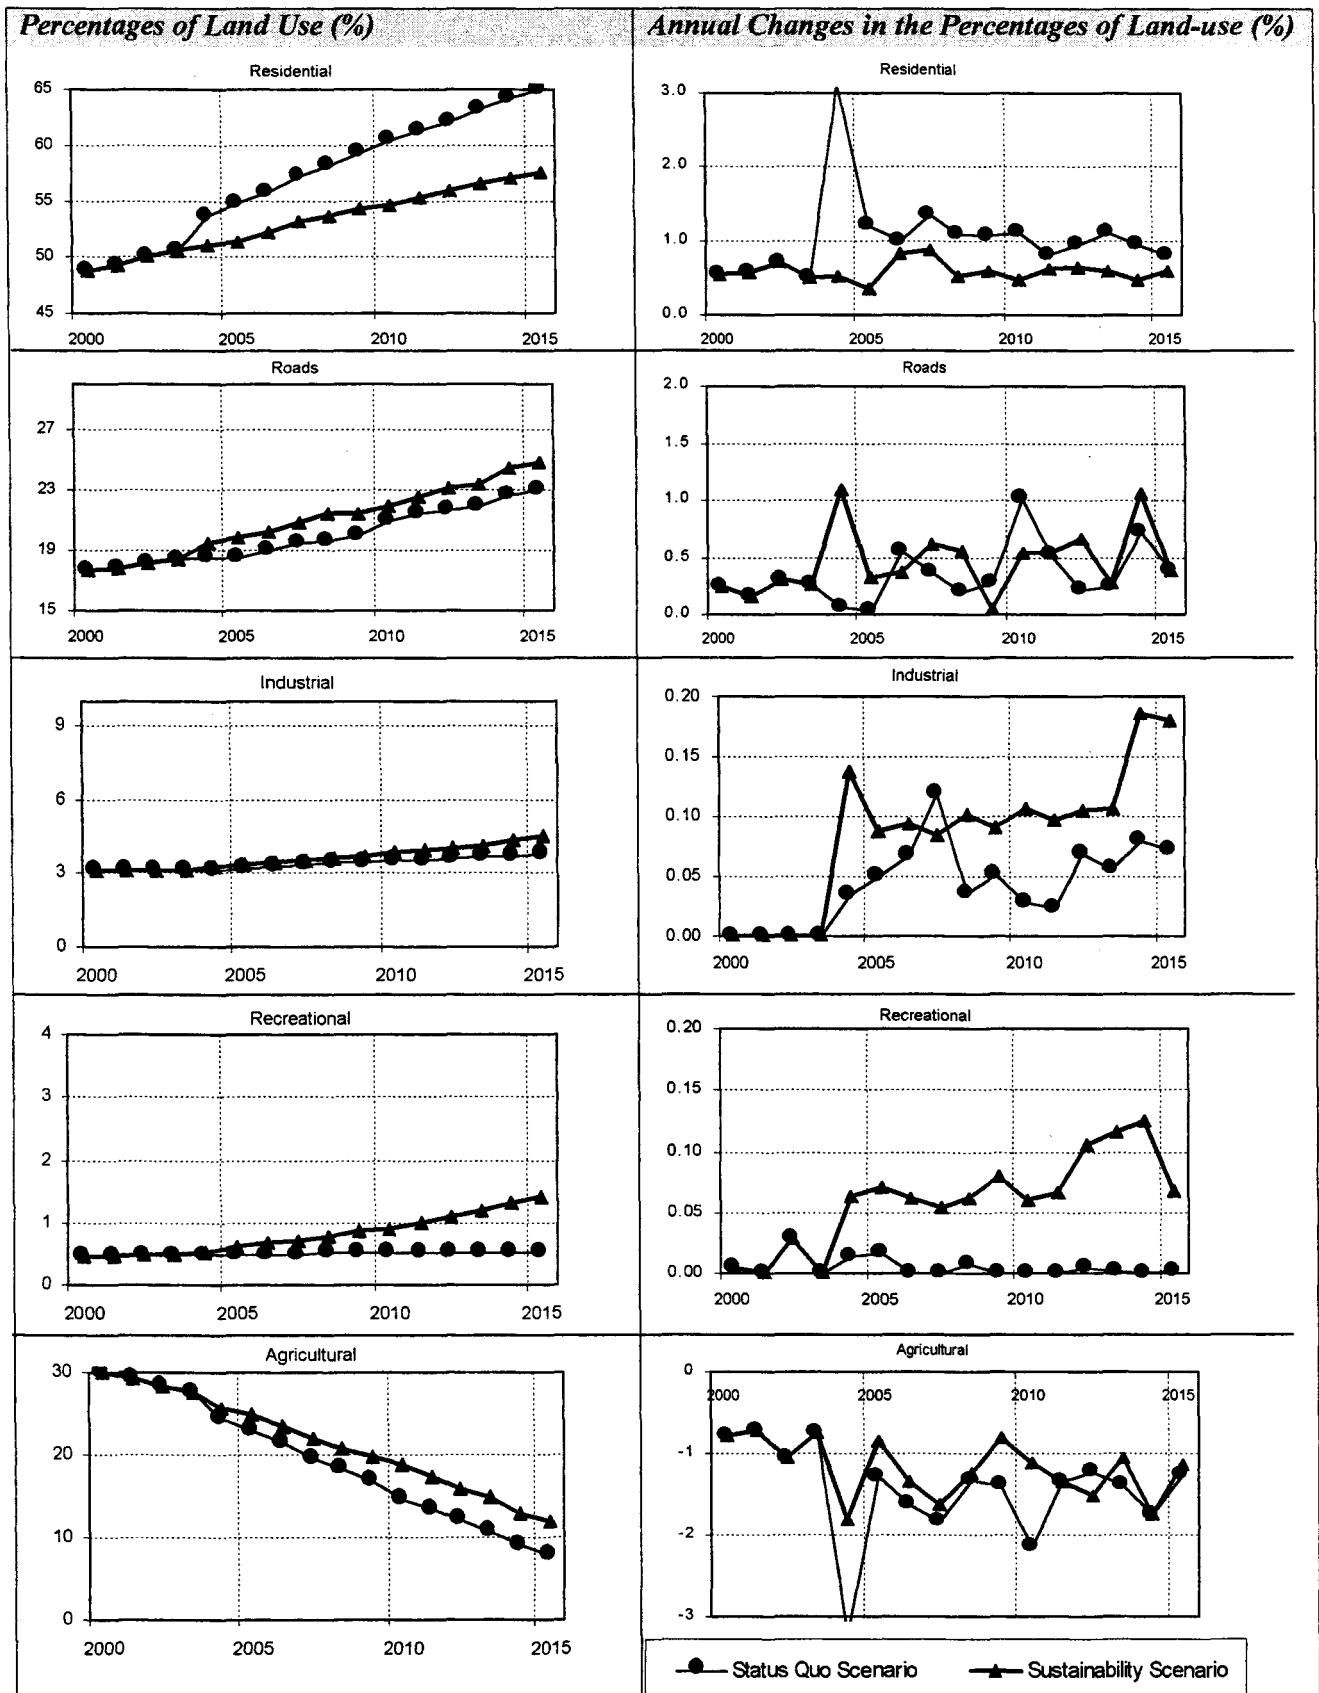 Percentages of Land Use (%)
Annual Changes in the Percentages of Land-use (%)
Residential
65
60
55
50
45
2000 2005 2010 2015
Residential
3.0
2.0
1.0
0.0
2000 2005 2010 2015
Roads
27
23
19
15
2000 2005 2010 2015
Roads
2.0
1.5
1.0
0.5
0.0
2000 2005 2010 2015
Industrial
9
6
3
0
2000 2005 2010 2015
Industrial
0.20
0.15
0.10
0.05
0.00
2000 2005 2010 2015
Recreational
4
3
2
1
0
2000 2005 2010 2015
Recreational
0.20
0.15
0.10
0.05
0.00
2000 2005 2010 2015
Agricultural
30
20
10
0
2000 2005 2010 2015
Agricultural
0
2000 2005 2010 2015
-1
-2
-3
Status Quo Scenario Sustainability Scenario